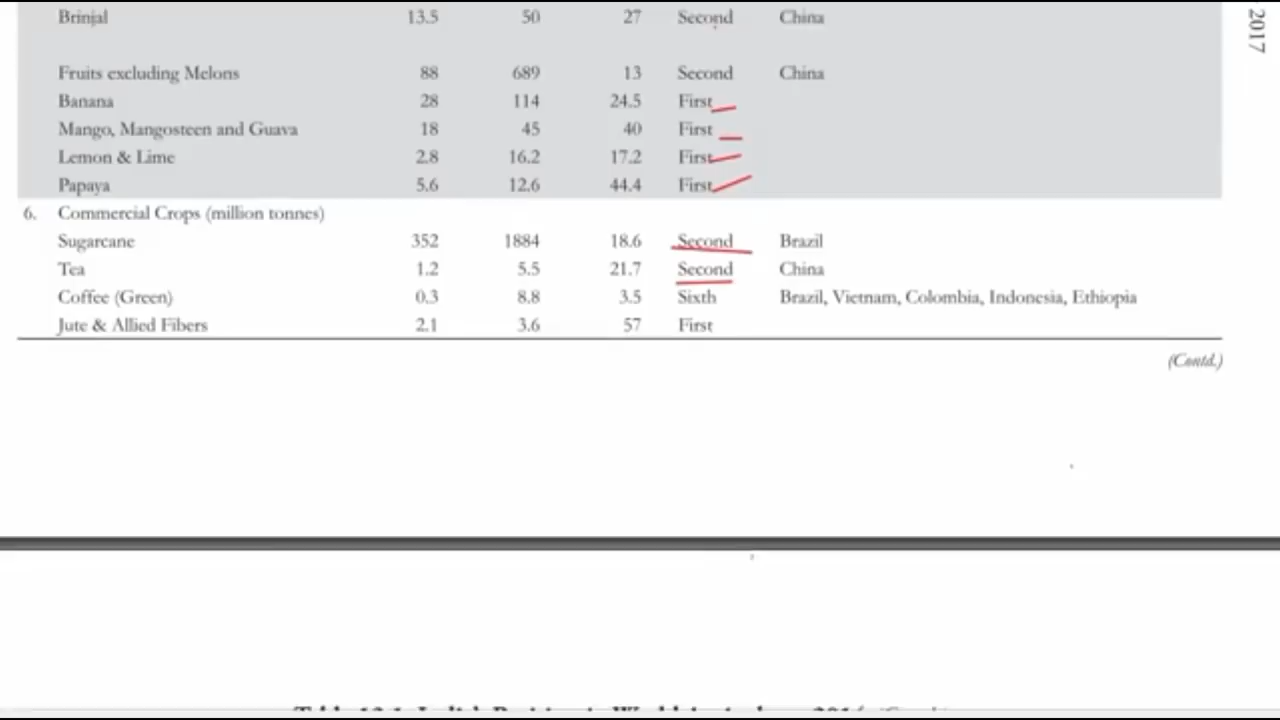 Brinjal 13.5 50 27 Second China
2017
Fruits excluding Melons 88 689 13 Second China
Banana 28 114 24.5 First
Mango, Mangosteen and Guava 18 45 40 First
Lemon & Lime 2.8 16.2 17.2 First
Papaya 5.6 12.6 44.4 First
6. Commercial Crops (million tonnes)
Sugarcane 352 1884 18.6 Second Brazil
Tea 1.2 5.5 21.7 Second China
Coffee (Green) 0.3 8.8 3.5 Sixth Brazil, Vietnam, Colombia, Indonesia, Ethiopia
Jute & Allied Fibers 2.1 3.6 57 First
(Contd.)